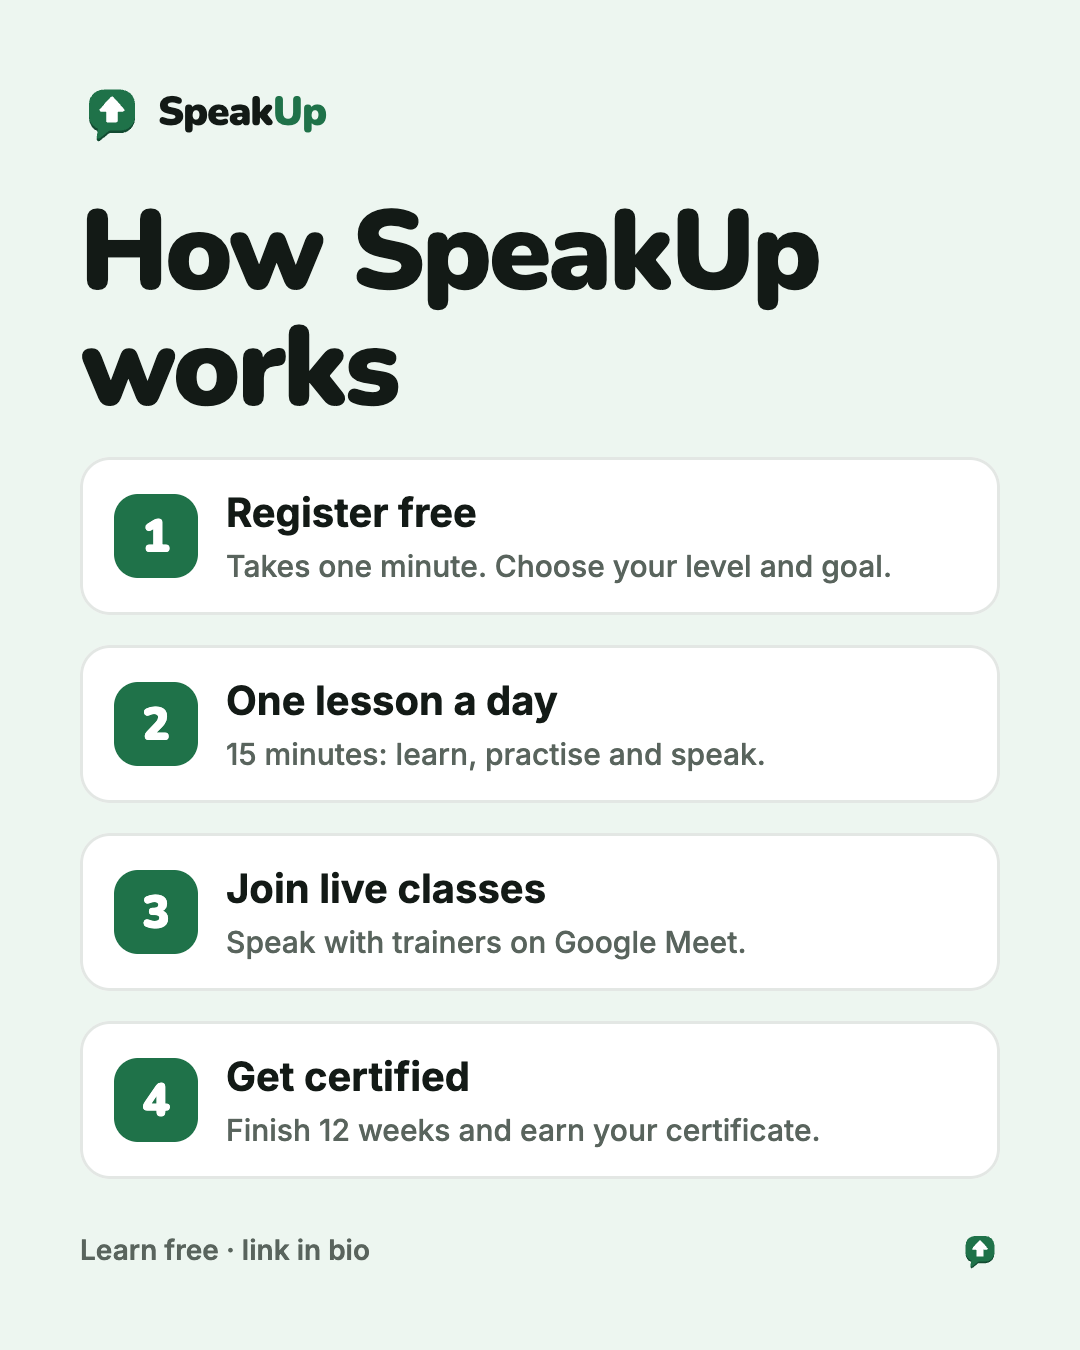 SpeakUp
How SpeakUp
works
1
Register free
Takes one minute. Choose your level and goal.
2
One lesson a day
15 minutes: learn, practise and speak.
3
Join live classes
Speak with trainers on Google Meet.
4
Get certified
Finish 12 weeks and earn your certificate.
Learn free · link in bio